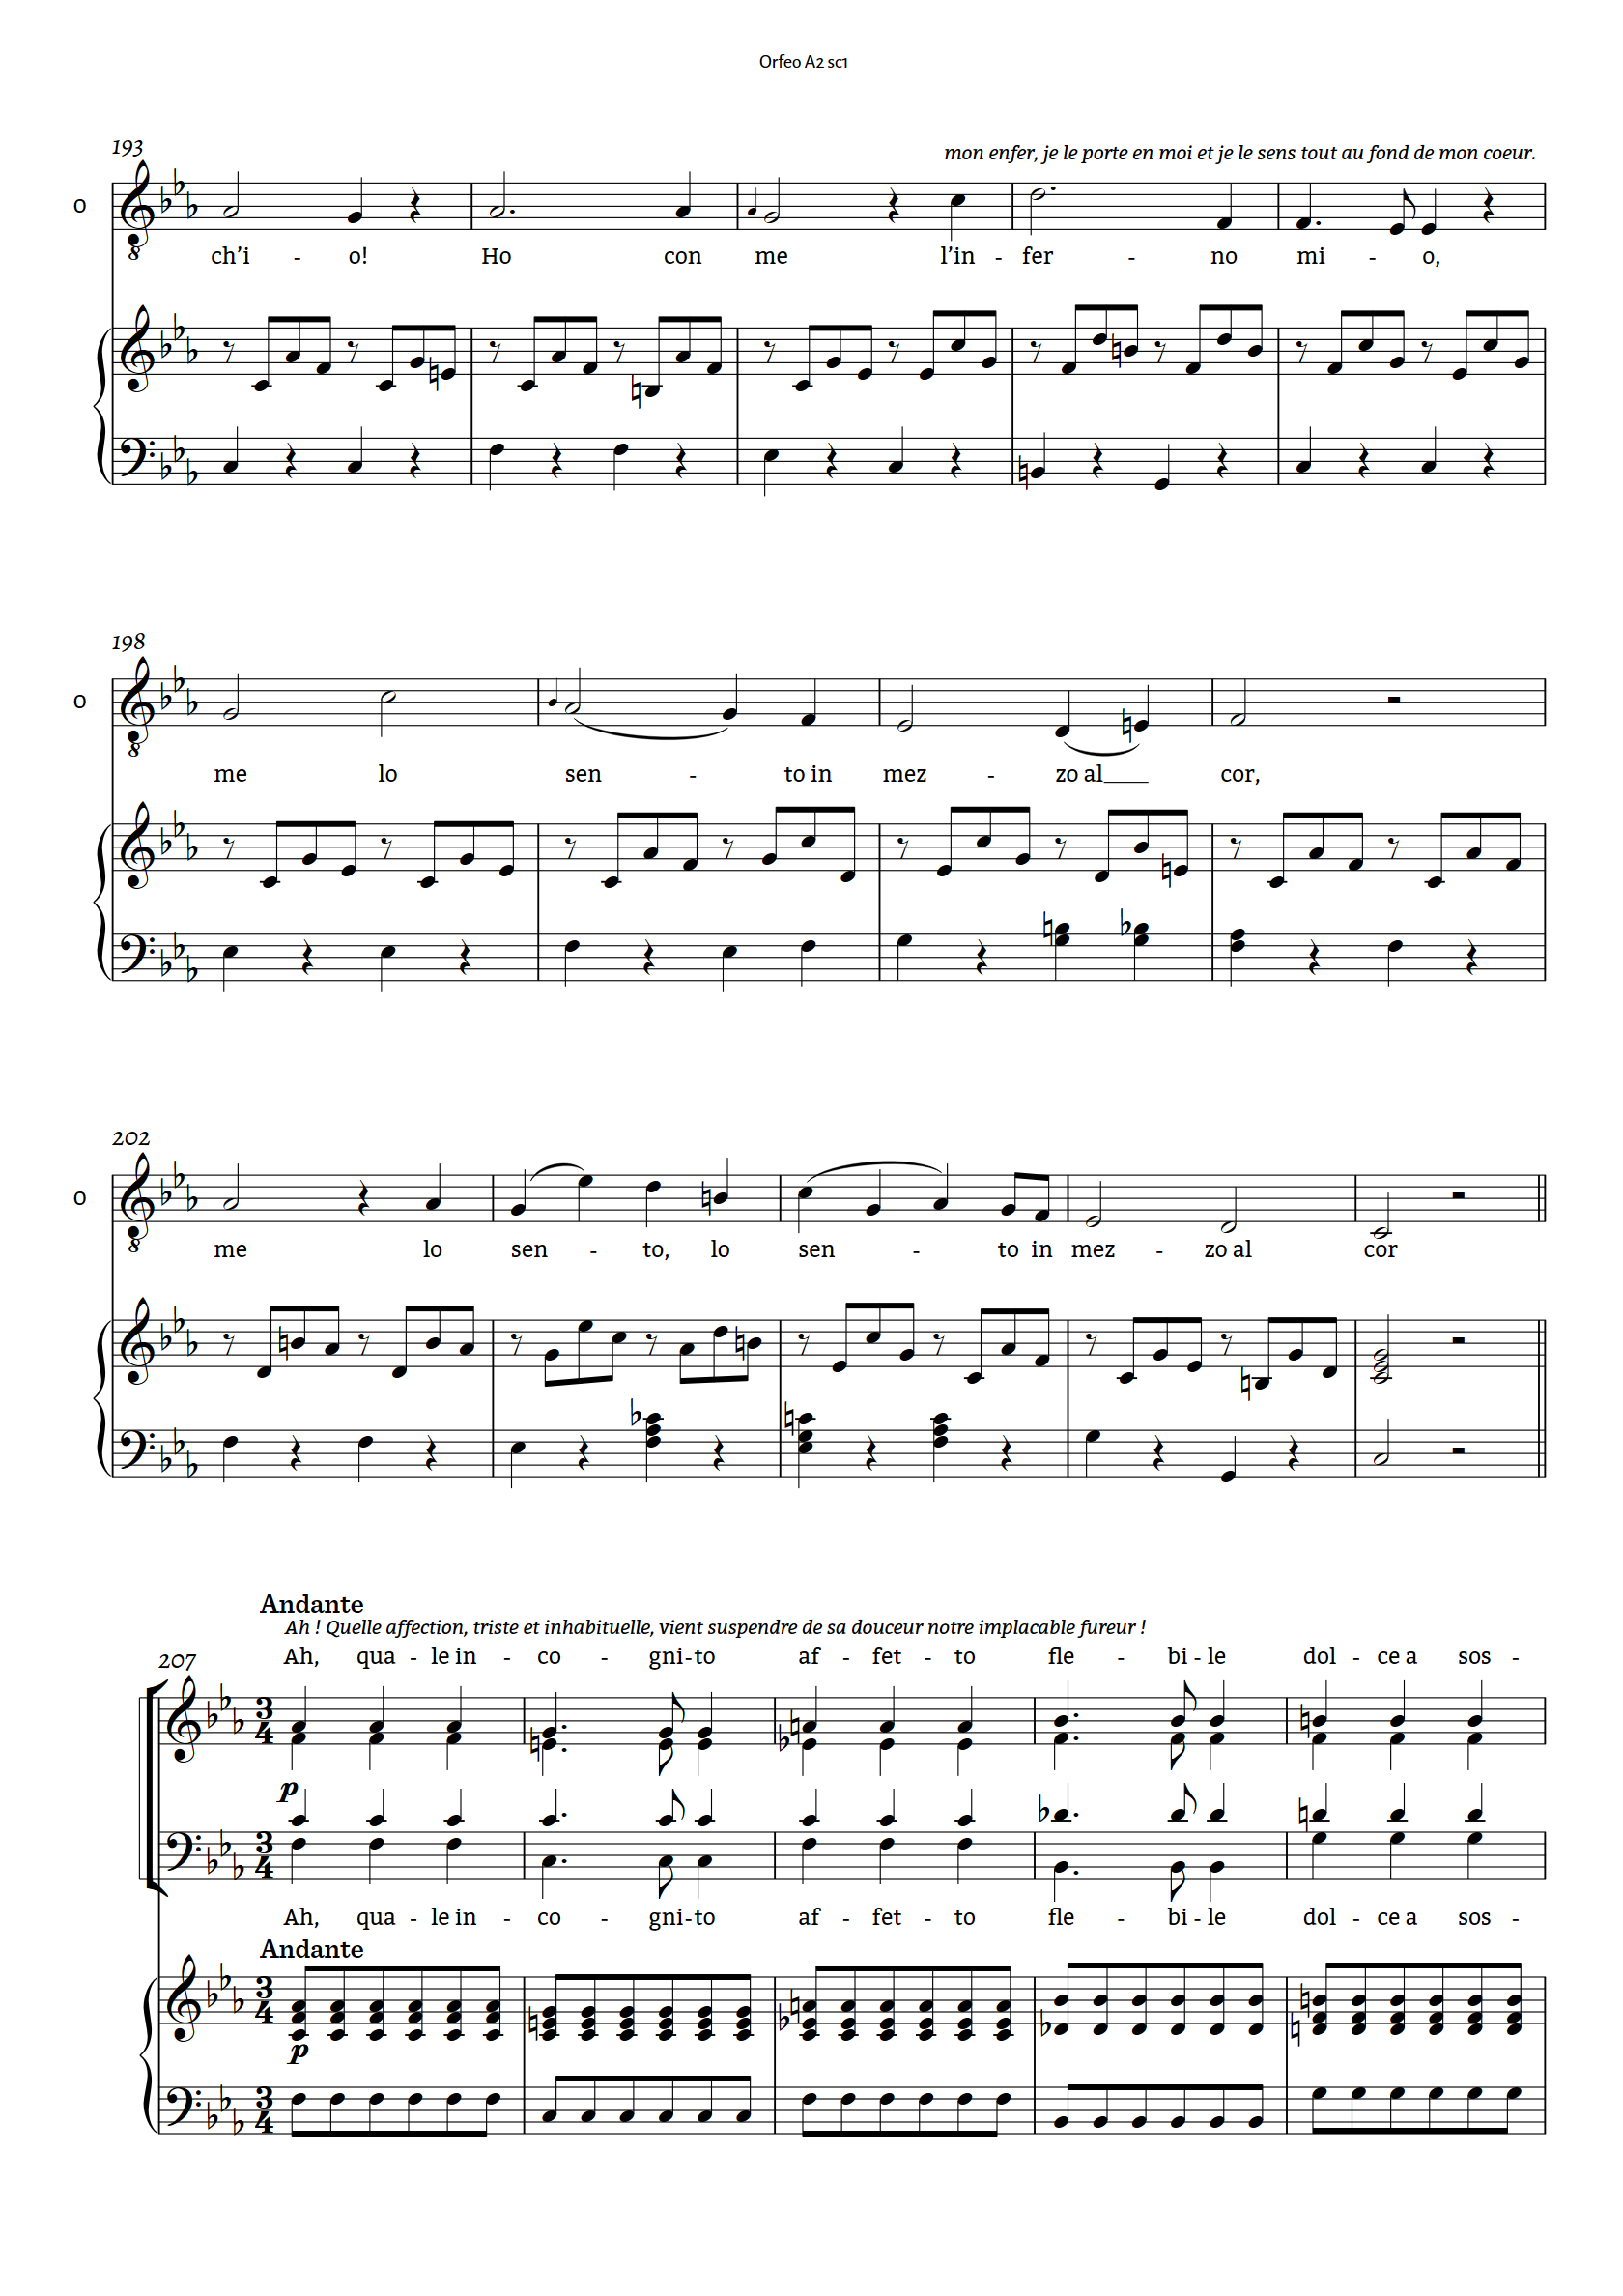 Orfeo A2 sc1
193
mon enfer, je le porte en moi et je le sens tout au fond de mon coeur.
O
8
ch’i - o! Ho con me l’in - fer - no mi - o,
198
O
8
me lo sen - to in mez - zo al cor,
202
O
8
me lo sen - to, lo sen - to in mez - zo al cor
Andante
Ah ! Quelle affection, triste et inhabituelle, vient suspendre de sa douceur notre implacable fureur !
207
Ah, qua - le in - co - gni - to af - fet - to fle - bi - le dol - ce a sos -
3 4
p
3 4
Ah, qua - le in - co - gni - to af - fet - to fle - bi - le dol - ce a sos -
Andante
3 4
p
3 4